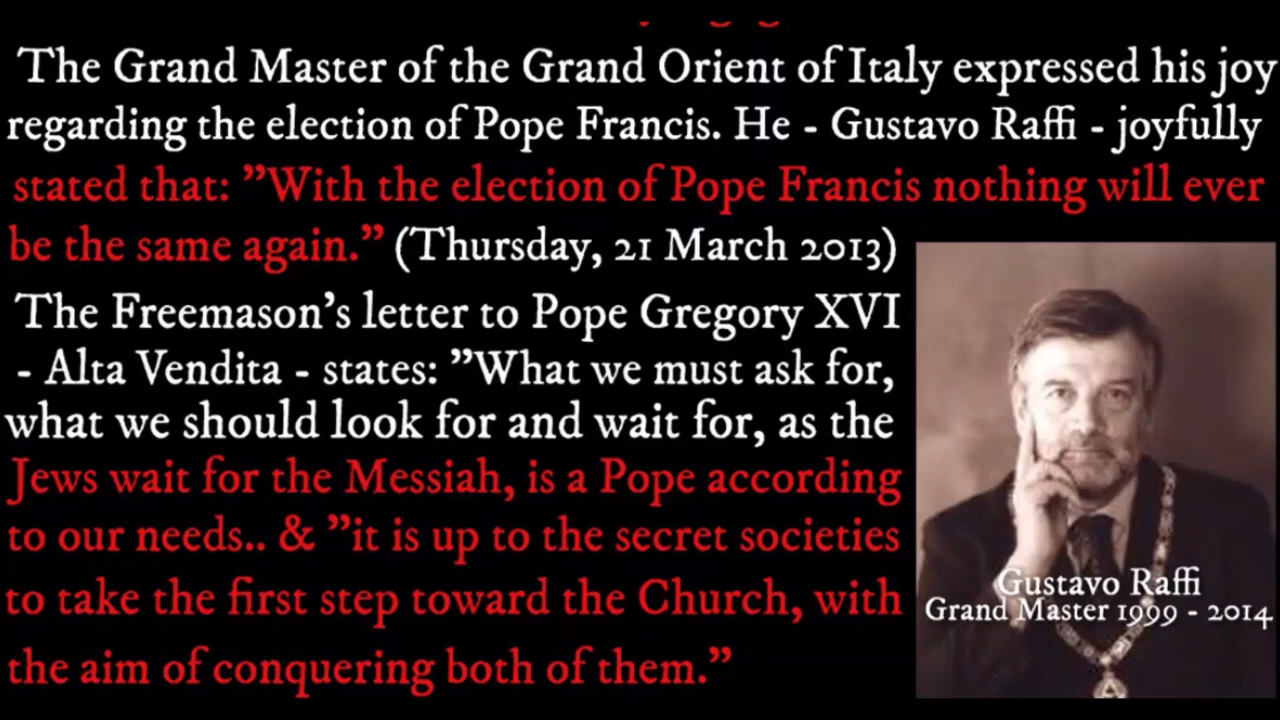 The Grand Master of the Grand Orient of Italy expressed his joy
regarding the election of Pope Francis. He - Gustavo Raffi - joyfully
stated that: "With the election of Pope Francis nothing will ever
be the same again." (Thursday, 21 March 2013)
The Freemason's letter to Pope Gregory XVI
- Alta Vendita - states: "What we must ask for,
what we should look for and wait for, as the
Jews wait for the Messiah, is a Pope according
to our needs.. & "it is up to the secret societies
to take the first step toward the Church, with
the aim of conquering both of them."
Gustavo Raffi
Grand Master 1999 - 2014